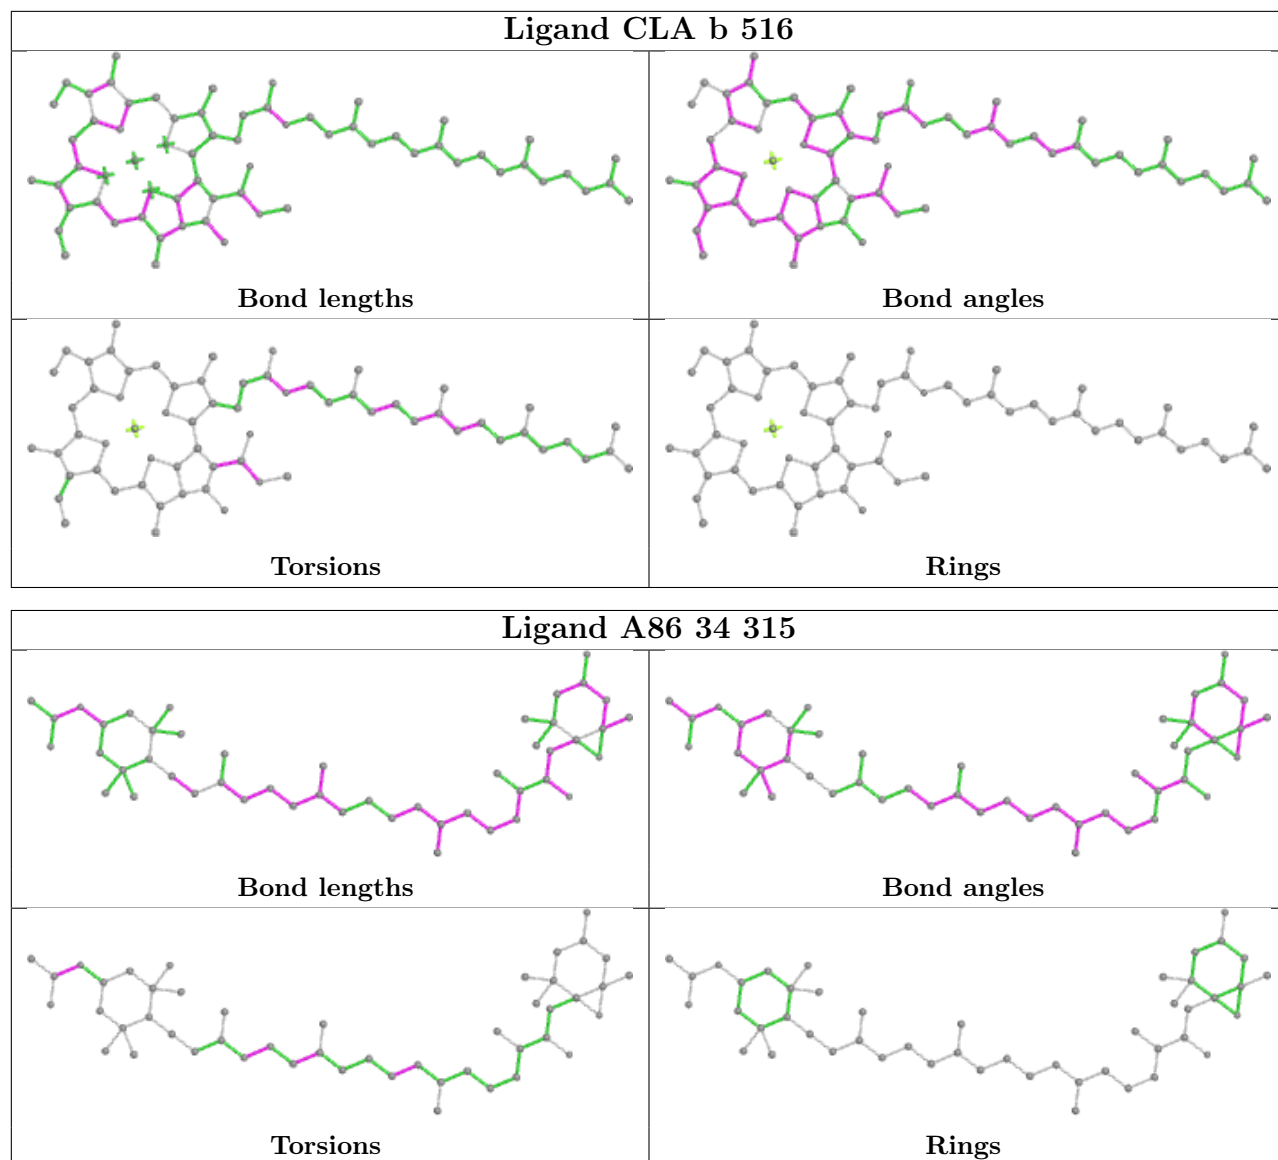 Ligand CLA b 516
Bond lengths
Bond angles
Torsions
Rings
Ligand A86 34 315
Bond lengths
Bond angles
Torsions
Rings